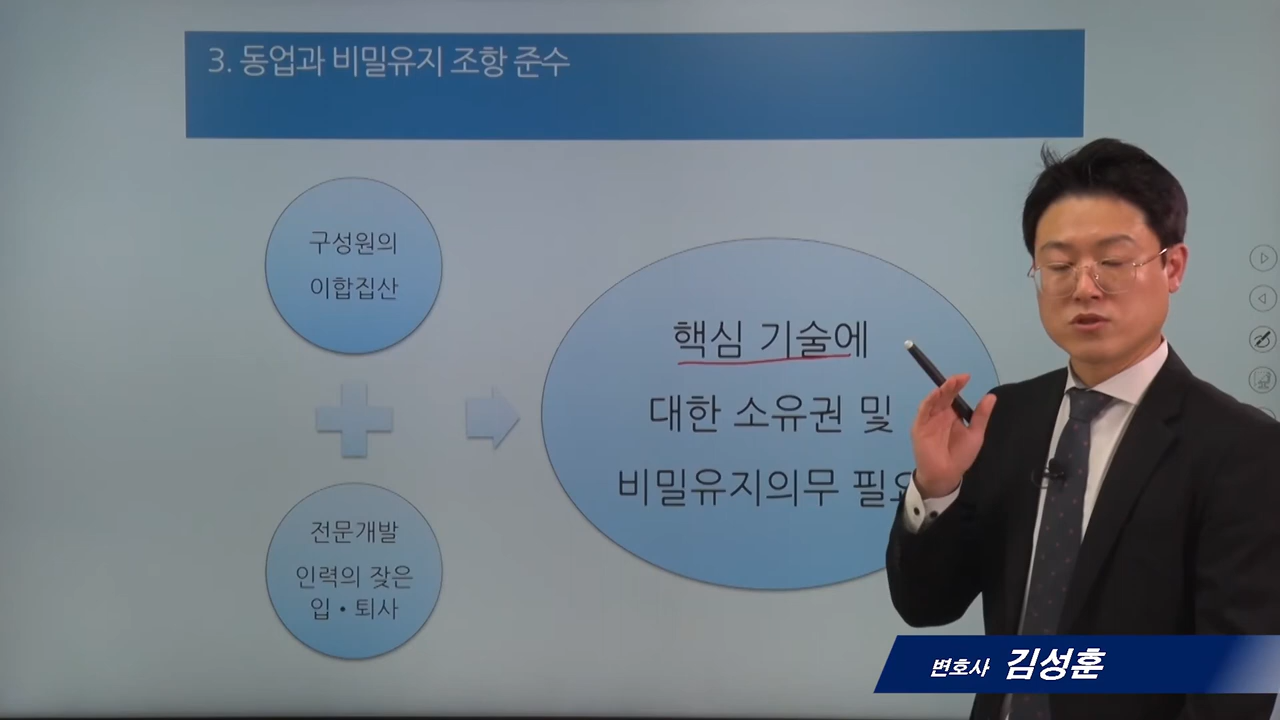 3. 동업과 비밀유지 조항 준수
구성원의
이합집산
핵심 기술에
대한 소유권 및
비밀유지의무 필요
전문개발
인력의 잦은
입·퇴사
변호사 김성훈